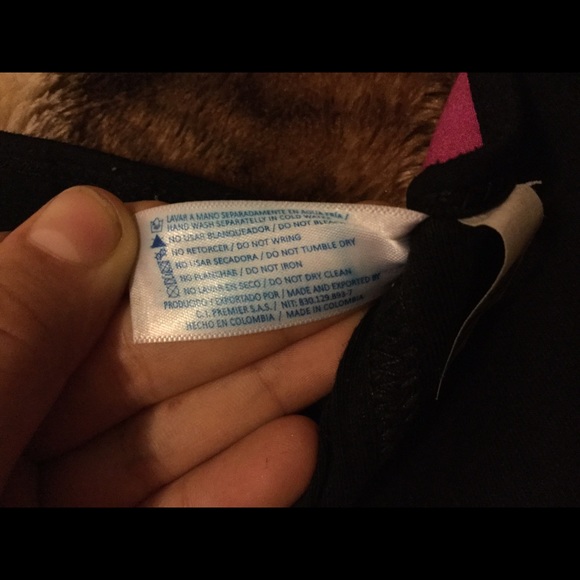 LAVAR A MANO SEPARADAMENTE EN AGUA FRIA /
HAND WASH SEPARATELLY IN COLD WATER
NO USAR BLANQUEADOR / DO NOT BLEACH
NO RETORCER / DO NOT WRING
NO USAR SECADORA / DO NOT TUMBLE DRY
NO PLANCHAR / DO NOT IRON
NO LAVAR EN SECO / DO NOT DRY CLEAN
PRODUCIDO / EXPORTADO POR / MADE AND EXPORTED BY
C.I. PREMIER S.A.S. / NIT: 830.129.893-7
HECHO EN COLOMBIA / MADE IN COLOMBIA